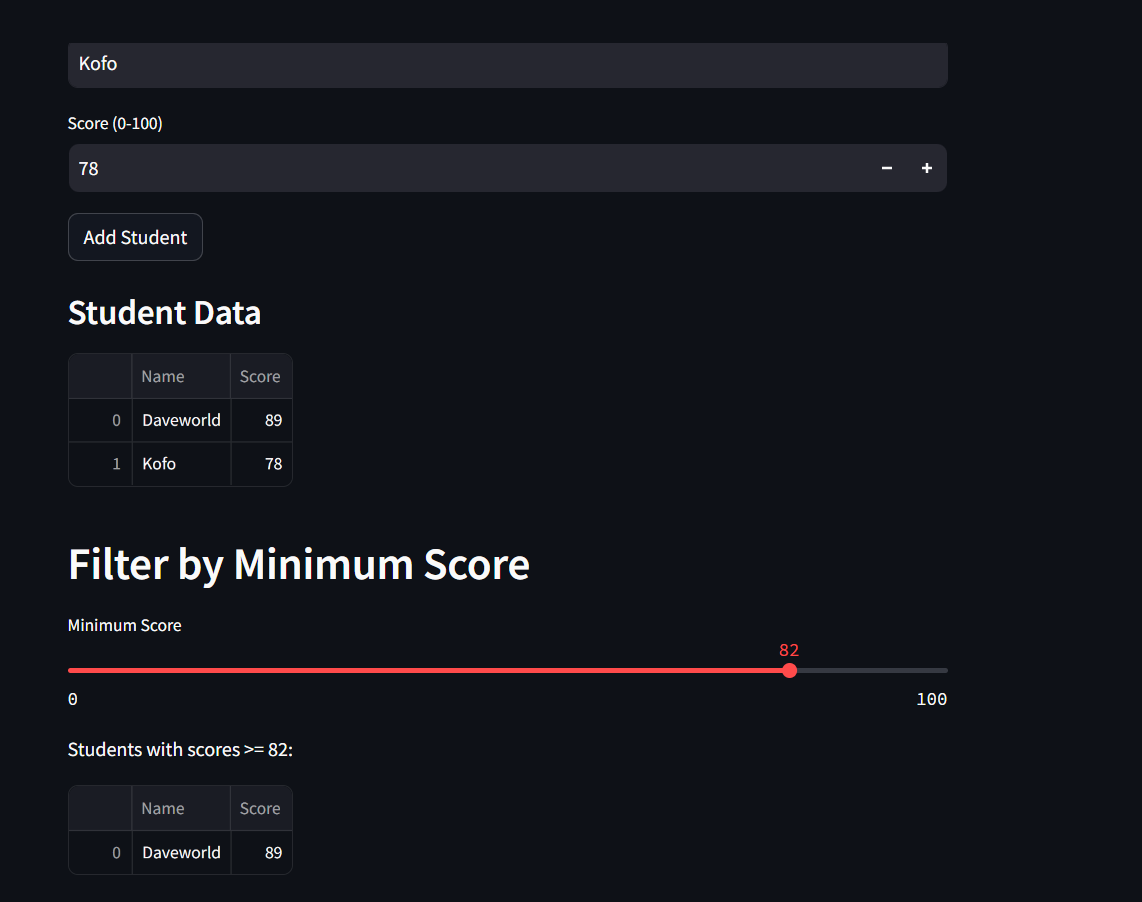 Kofo
Score (0-100)
78 − +
Add Student
Student Data
Name Score
0 Daveworld 89
1 Kofo 78
Filter by Minimum Score
Minimum Score
82
0 100
Students with scores >= 82:
Name Score
0 Daveworld 89